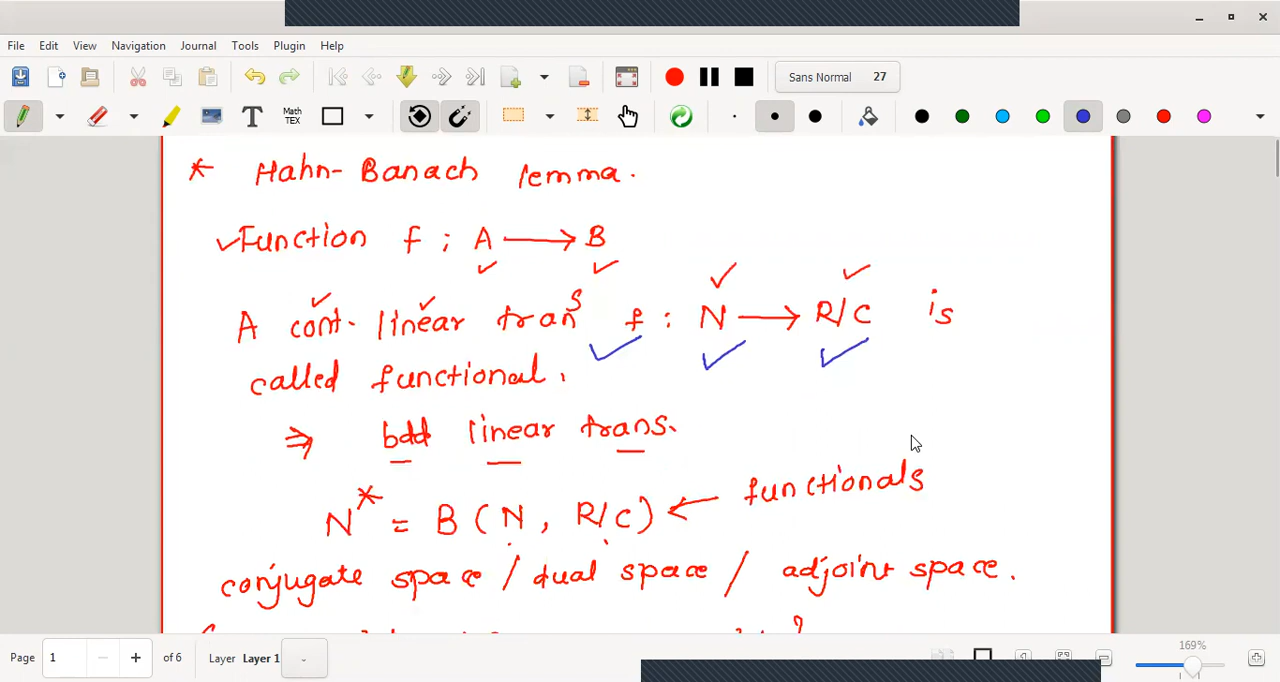 File Edit View Navigation Journal Tools Plugin Help
Sans Normal 27
T Math TEX
* Hahn-Banach lemma.
✓Function f ; A ⟶ B
A cont. linear trans f : N ⟶ R/C is
called functional.
⇒ bdd linear trans.
N* = B ( N , R/C ) ← functionals
conjugate space / dual space / adjoint space.
Page 1 of 6 Layer Layer 1 169%